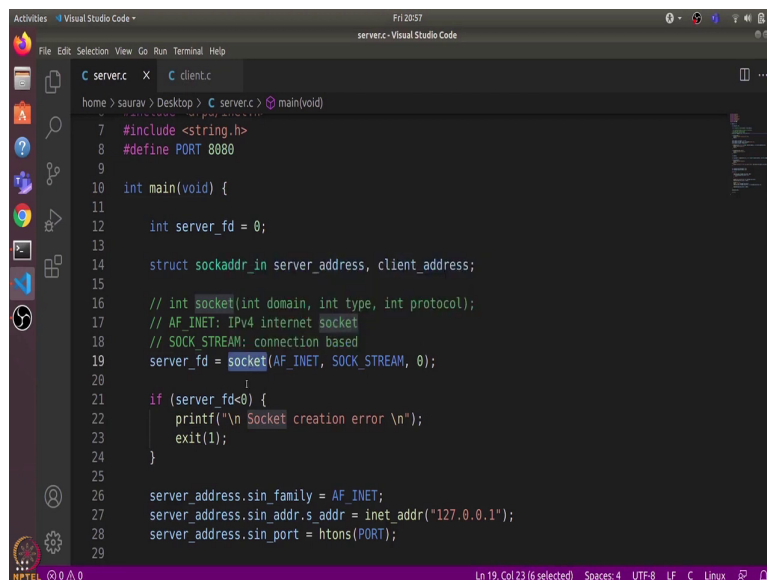 Activities Visual Studio Code Fri 20:57
server.c - Visual Studio Code
File Edit Selection View Go Run Terminal Help
C server.c X C client.c
home > saurav > Desktop > C server.c > main(void)
7 #include <string.h>
8 #define PORT 8080
9
10 int main(void) {
11
12 int server_fd = 0;
13
14 struct sockaddr_in server_address, client_address;
15
16 // int socket(int domain, int type, int protocol);
17 // AF_INET: IPv4 internet socket
18 // SOCK_STREAM: connection based
19 server_fd = socket(AF_INET, SOCK_STREAM, 0);
20
21 if (server_fd<0) {
22 printf("\n Socket creation error \n");
23 exit(1);
24 }
25
26 server_address.sin_family = AF_INET;
27 server_address.sin_addr.s_addr = inet_addr("127.0.0.1");
28 server_address.sin_port = htons(PORT);
29
NPTEL 0 0 Ln 19, Col 23 (6 selected) Spaces: 4 UTF-8 LF C Linux